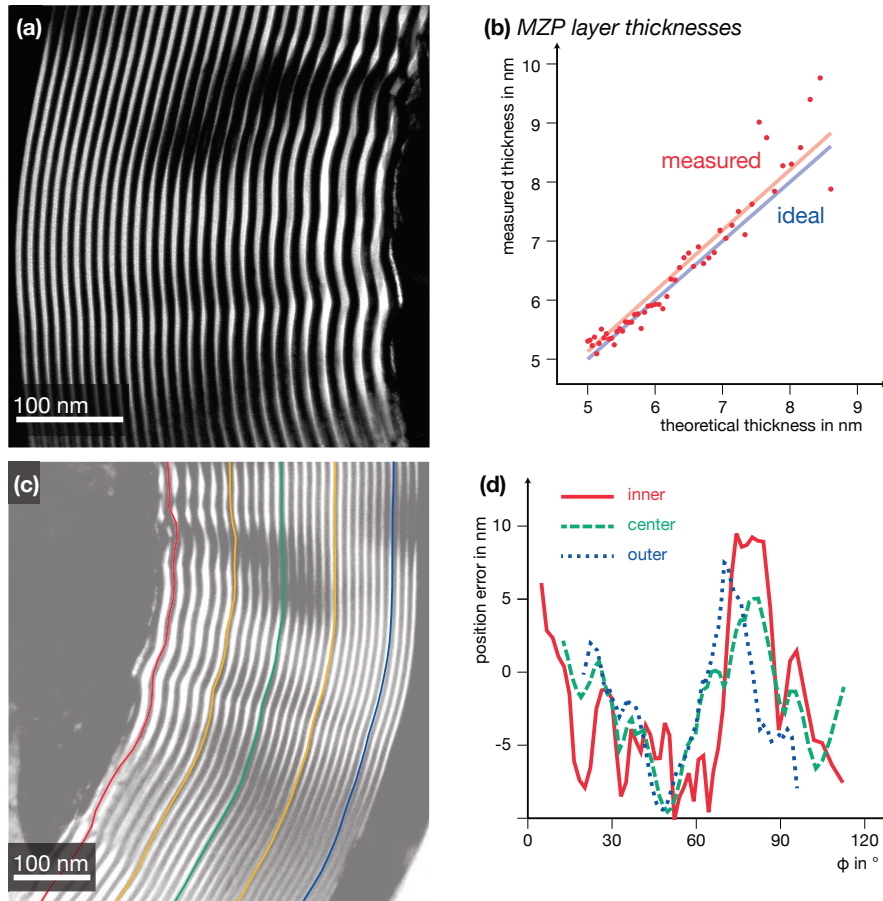 (a)
100 nm
(b) MZP layer thicknesses
measured thickness in nm
10
9
8
7
6
5
measured
ideal
5 6 7 8 9
theoretical thickness in nm
(c)
100 nm
(d)
inner
center
outer
position error in nm
10
5
0
-5
0 30 60 90 120
ϕ in °